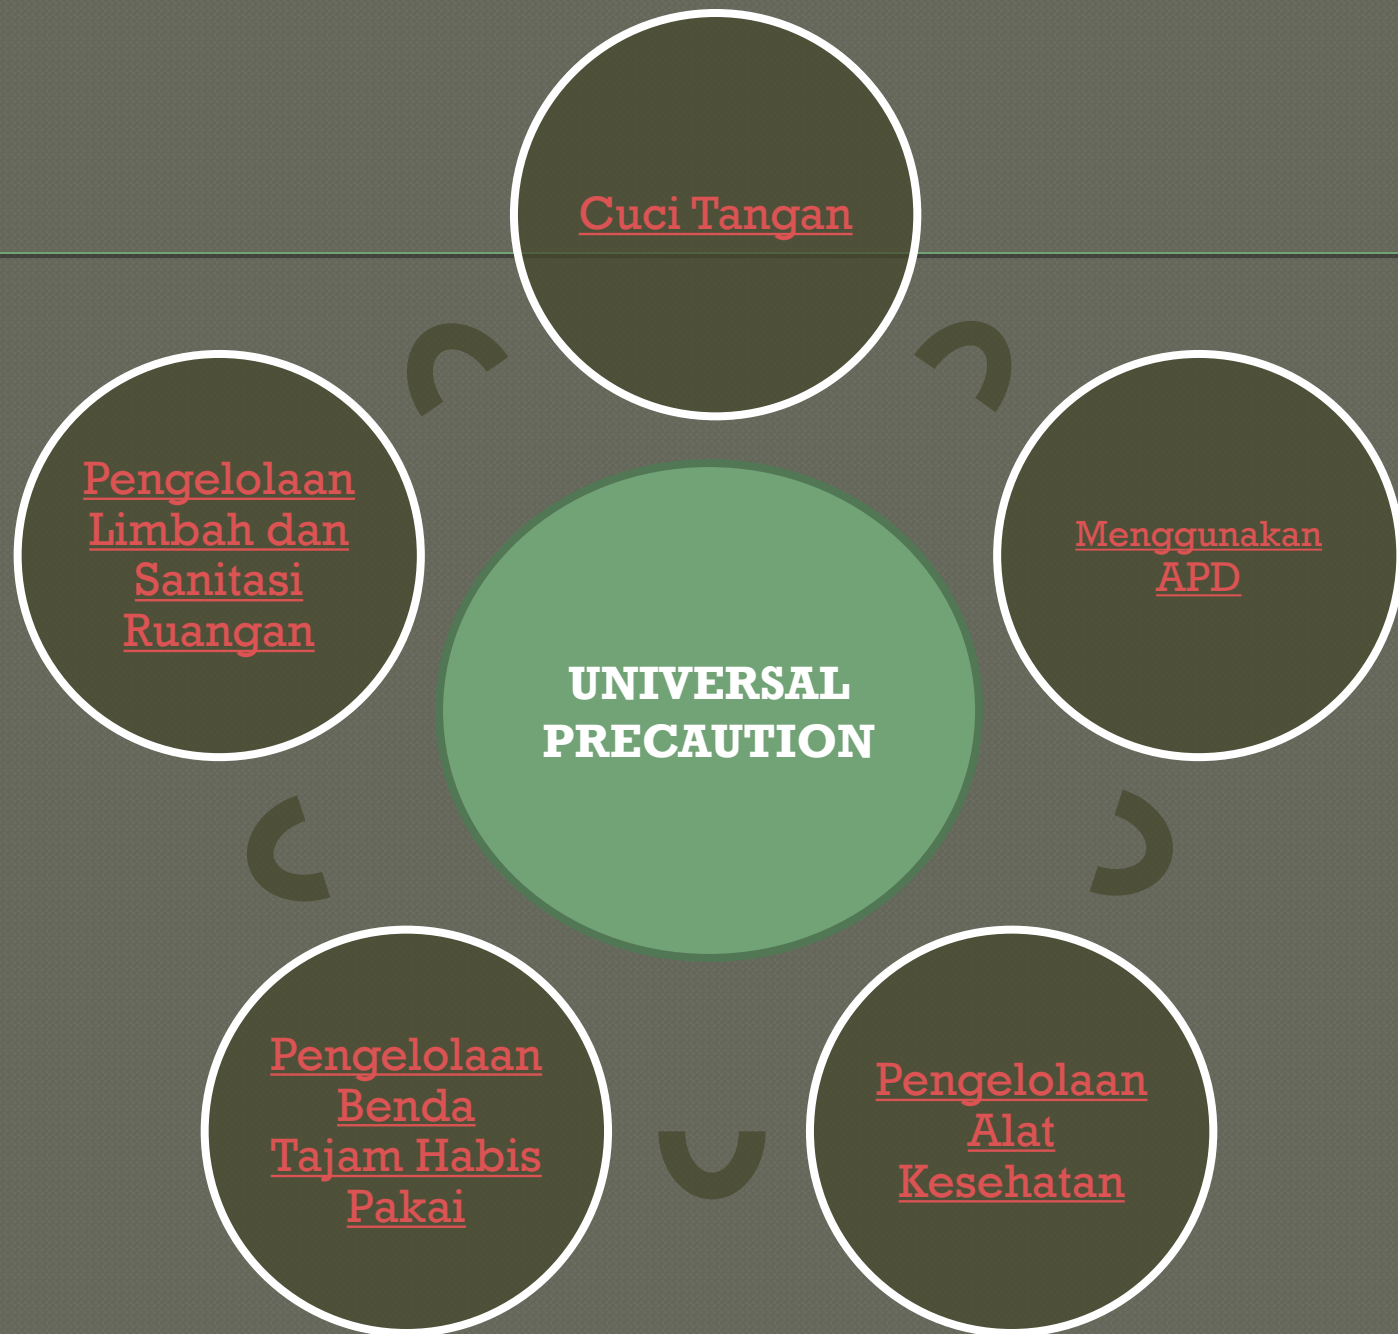 Cuci Tangan
Menggunakan
APD
Pengelolaan
Alat
Kesehatan
Pengelolaan
Benda
Tajam Habis
Pakai
Pengelolaan
Limbah dan
Sanitasi
Ruangan
UNIVERSAL
PRECAUTION